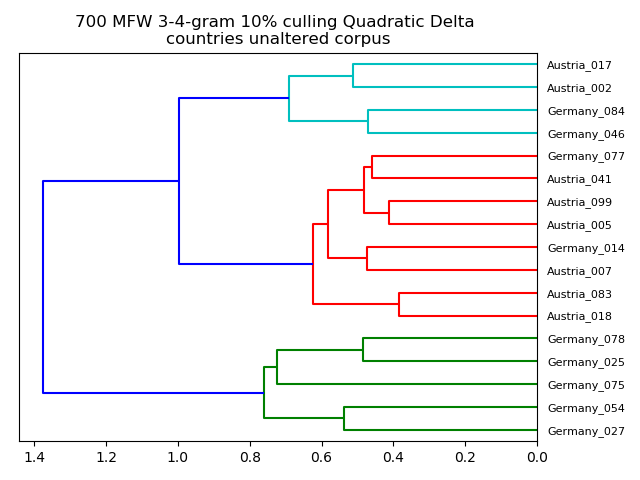 700 MFW 3-4-gram 10% culling Quadratic Delta
countries unaltered corpus
Austria_017
Austria_002
Germany_084
Germany_046
Germany_077
Austria_041
Austria_099
Austria_005
Germany_014
Austria_007
Austria_083
Austria_018
Germany_078
Germany_025
Germany_075
Germany_054
Germany_027
1.4 1.2 1.0 0.8 0.6 0.4 0.2 0.0